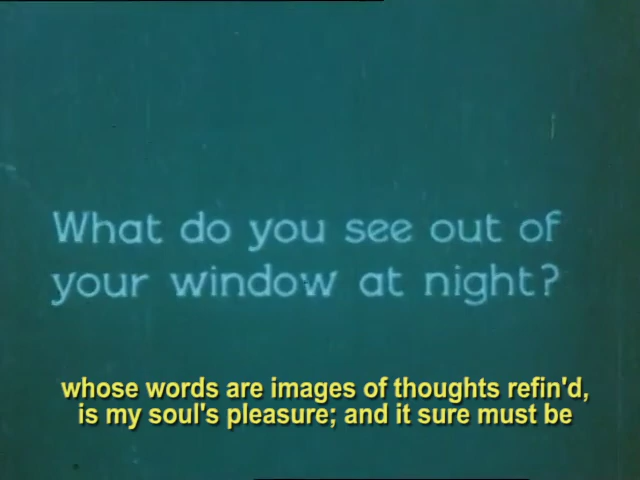 What do you see out of
your window at night?
whose words are images of thoughts refin'd,
is my soul's pleasure; and it sure must be